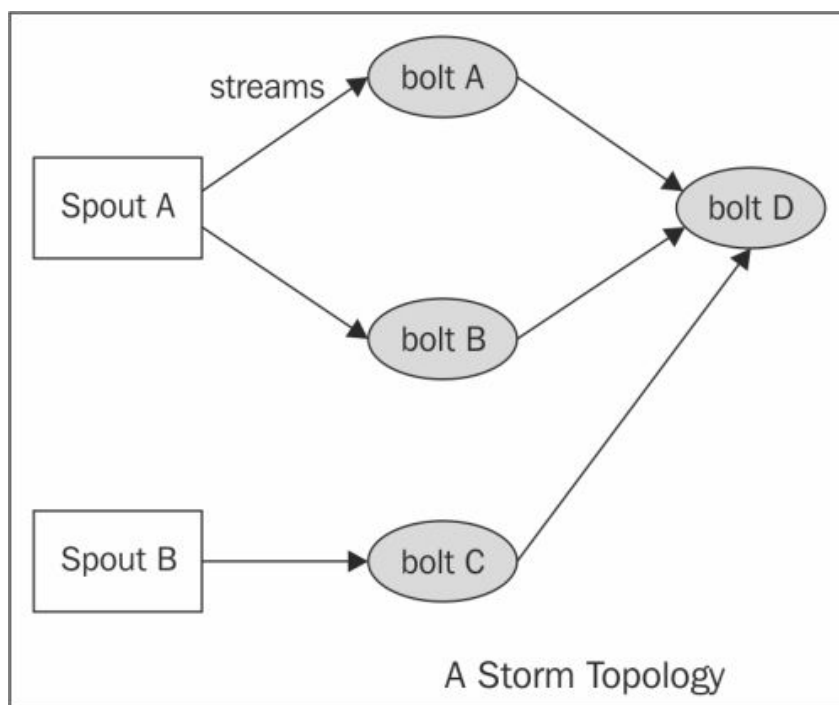 bolt A
streams
Spout A
bolt D
bolt B
Spout B
bolt C
A Storm Topology